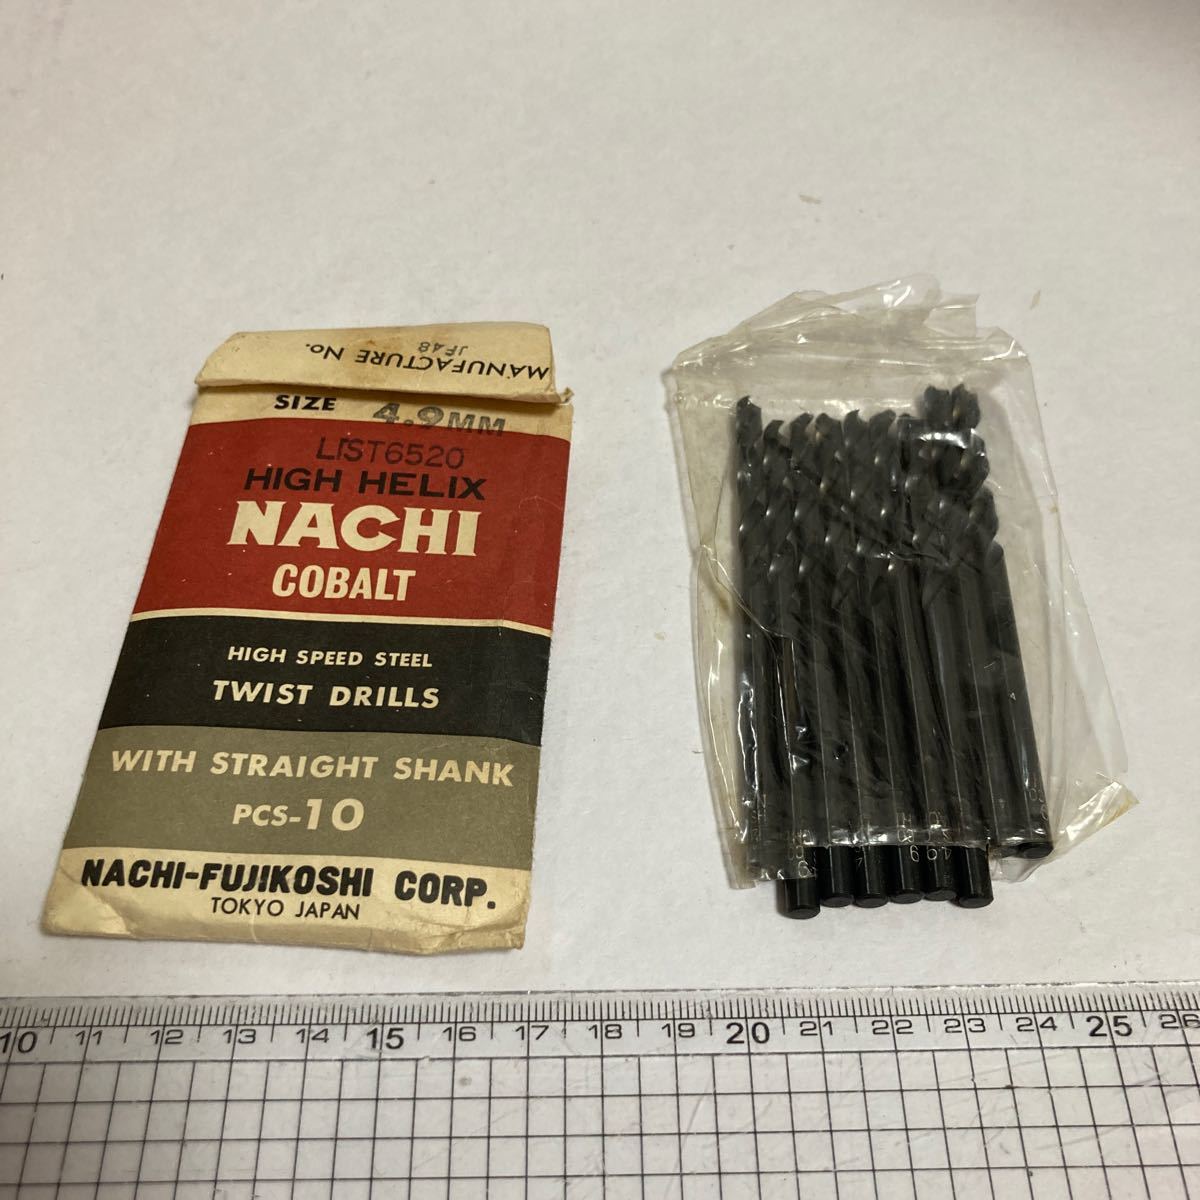 MANUFACTURE No.
JF48
SIZE 4.9MM
LIST6520
HIGH HELIX
NACHI
COBALT
HIGH SPEED STEEL
TWIST DRILLS
WITH STRAIGHT SHANK
PCS-10
NACHI-FUJIKOSHI CORP.
TOKYO JAPAN
10 11 12 13 14 15 16 17 18 19 20 21 22 23 24 25 26